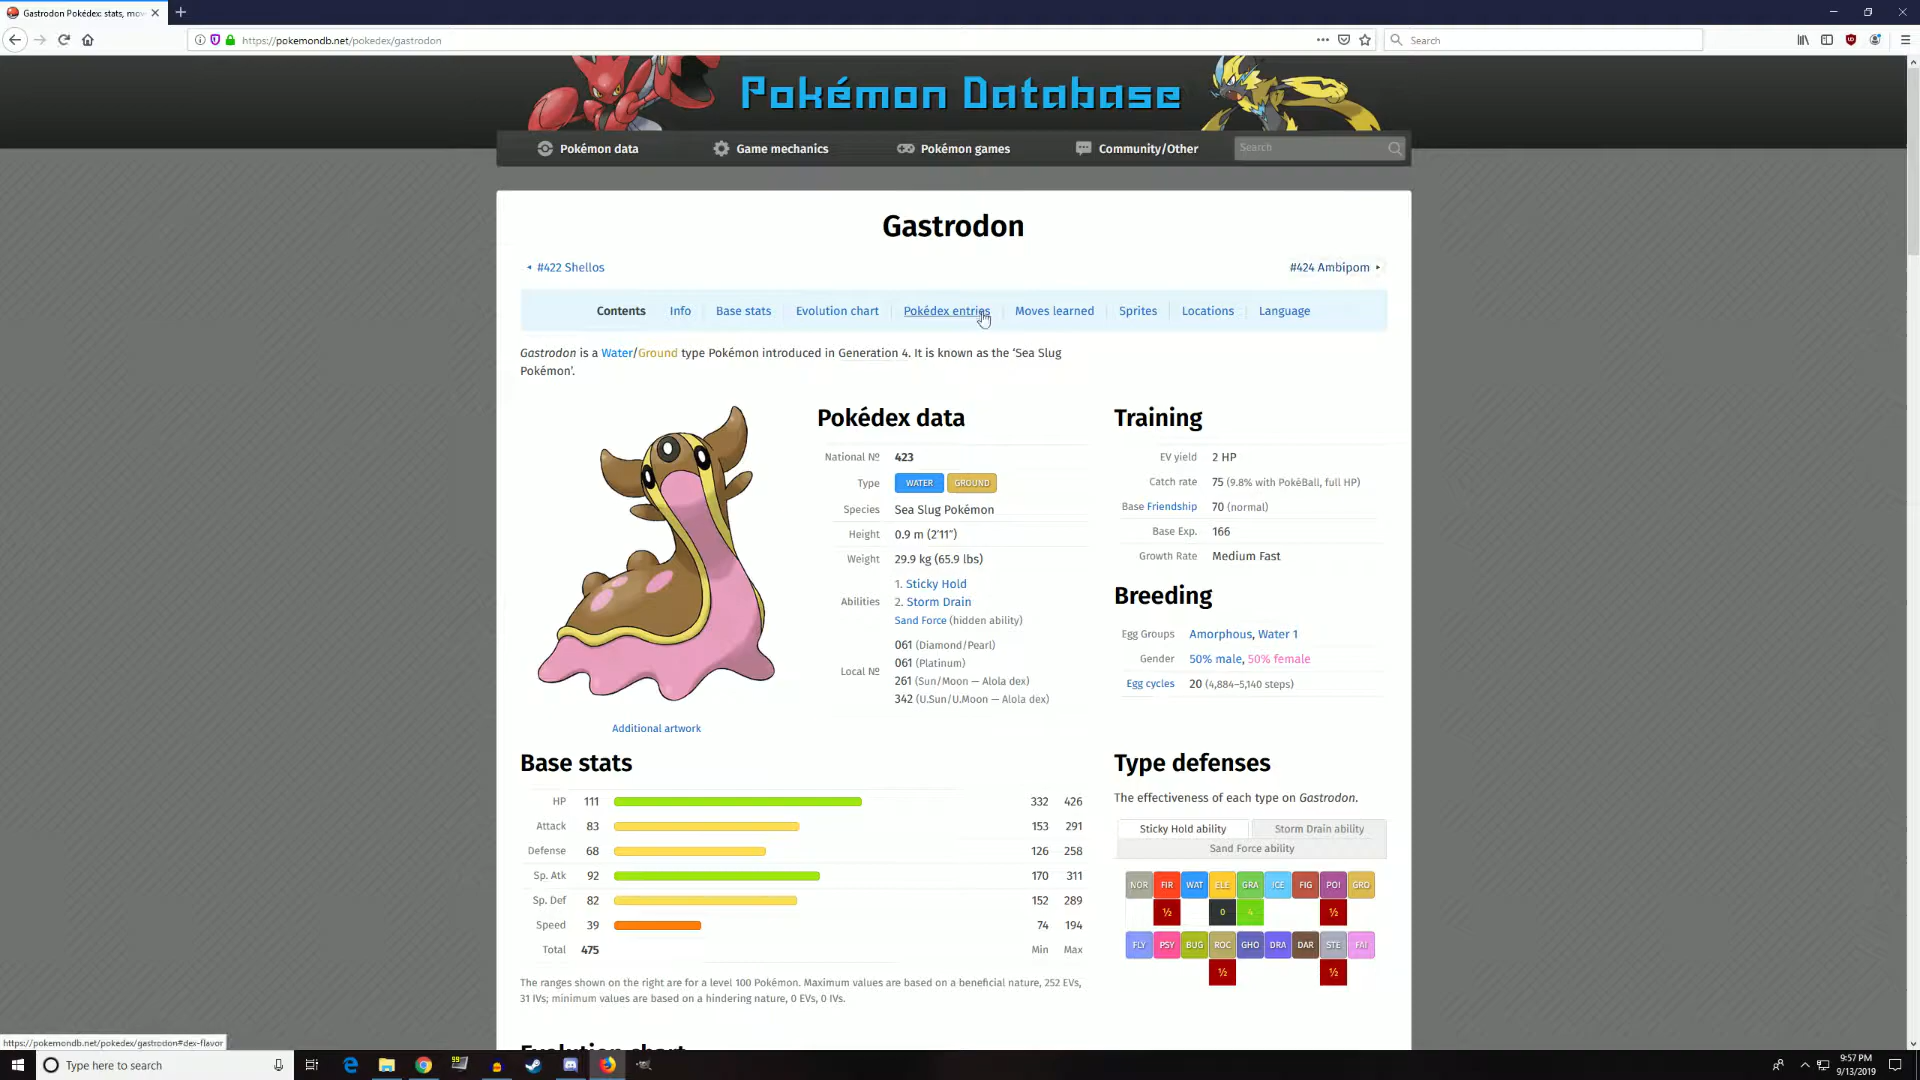 Gastrodon Pokédex: stats, mov
https://pokemondb.net/pokedex/gastrodon
Search
Pokémon Database
Pokémon data
Game mechanics
Pokémon games
Community/Other
Search
Gastrodon
#422 Shellos
#424 Ambipom
Contents Info Base stats Evolution chart Pokédex entries Moves learned Sprites Locations Language
Gastrodon is a Water/Ground type Pokémon introduced in Generation 4. It is known as the ‘Sea Slug
Pokémon’.
Additional artwork
Pokédex data
National № 423
Type WATER GROUND
Species Sea Slug Pokémon
Height 0.9 m (2′11″)
Weight 29.9 kg (65.9 lbs)
Abilities 1. Sticky Hold
2. Storm Drain
Sand Force (hidden ability)
Local № 061 (Diamond/Pearl)
061 (Platinum)
261 (Sun/Moon — Alola dex)
342 (U.Sun/U.Moon — Alola dex)
Training
EV yield 2 HP
Catch rate 75 (9.8% with PokéBall, full HP)
Base Friendship 70 (normal)
Base Exp. 166
Growth Rate Medium Fast
Breeding
Egg Groups Amorphous, Water 1
Gender 50% male, 50% female
Egg cycles 20 (4,884–5,140 steps)
Base stats
HP 111 332 426
Attack 83 153 291
Defense 68 126 258
Sp. Atk 92 170 311
Sp. Def 82 152 289
Speed 39 74 194
Total 475 Min Max
The ranges shown on the right are for a level 100 Pokémon. Maximum values are based on a beneficial nature, 252 EVs,
31 IVs; minimum values are based on a hindering nature, 0 EVs, 0 IVs.
Type defenses
The effectiveness of each type on Gastrodon.
Sticky Hold ability Storm Drain ability
Sand Force ability
NOR FIR WAT ELE GRA ICE FIG POI GRO
½ 0 4 ½
FLY PSY BUG ROC GHO DRA DAR STE FAI
½ ½
Evolution chart
https://pokemondb.net/pokedex/gastrodon#dex-flavor
Type here to search
9:57 PM
9/13/2019